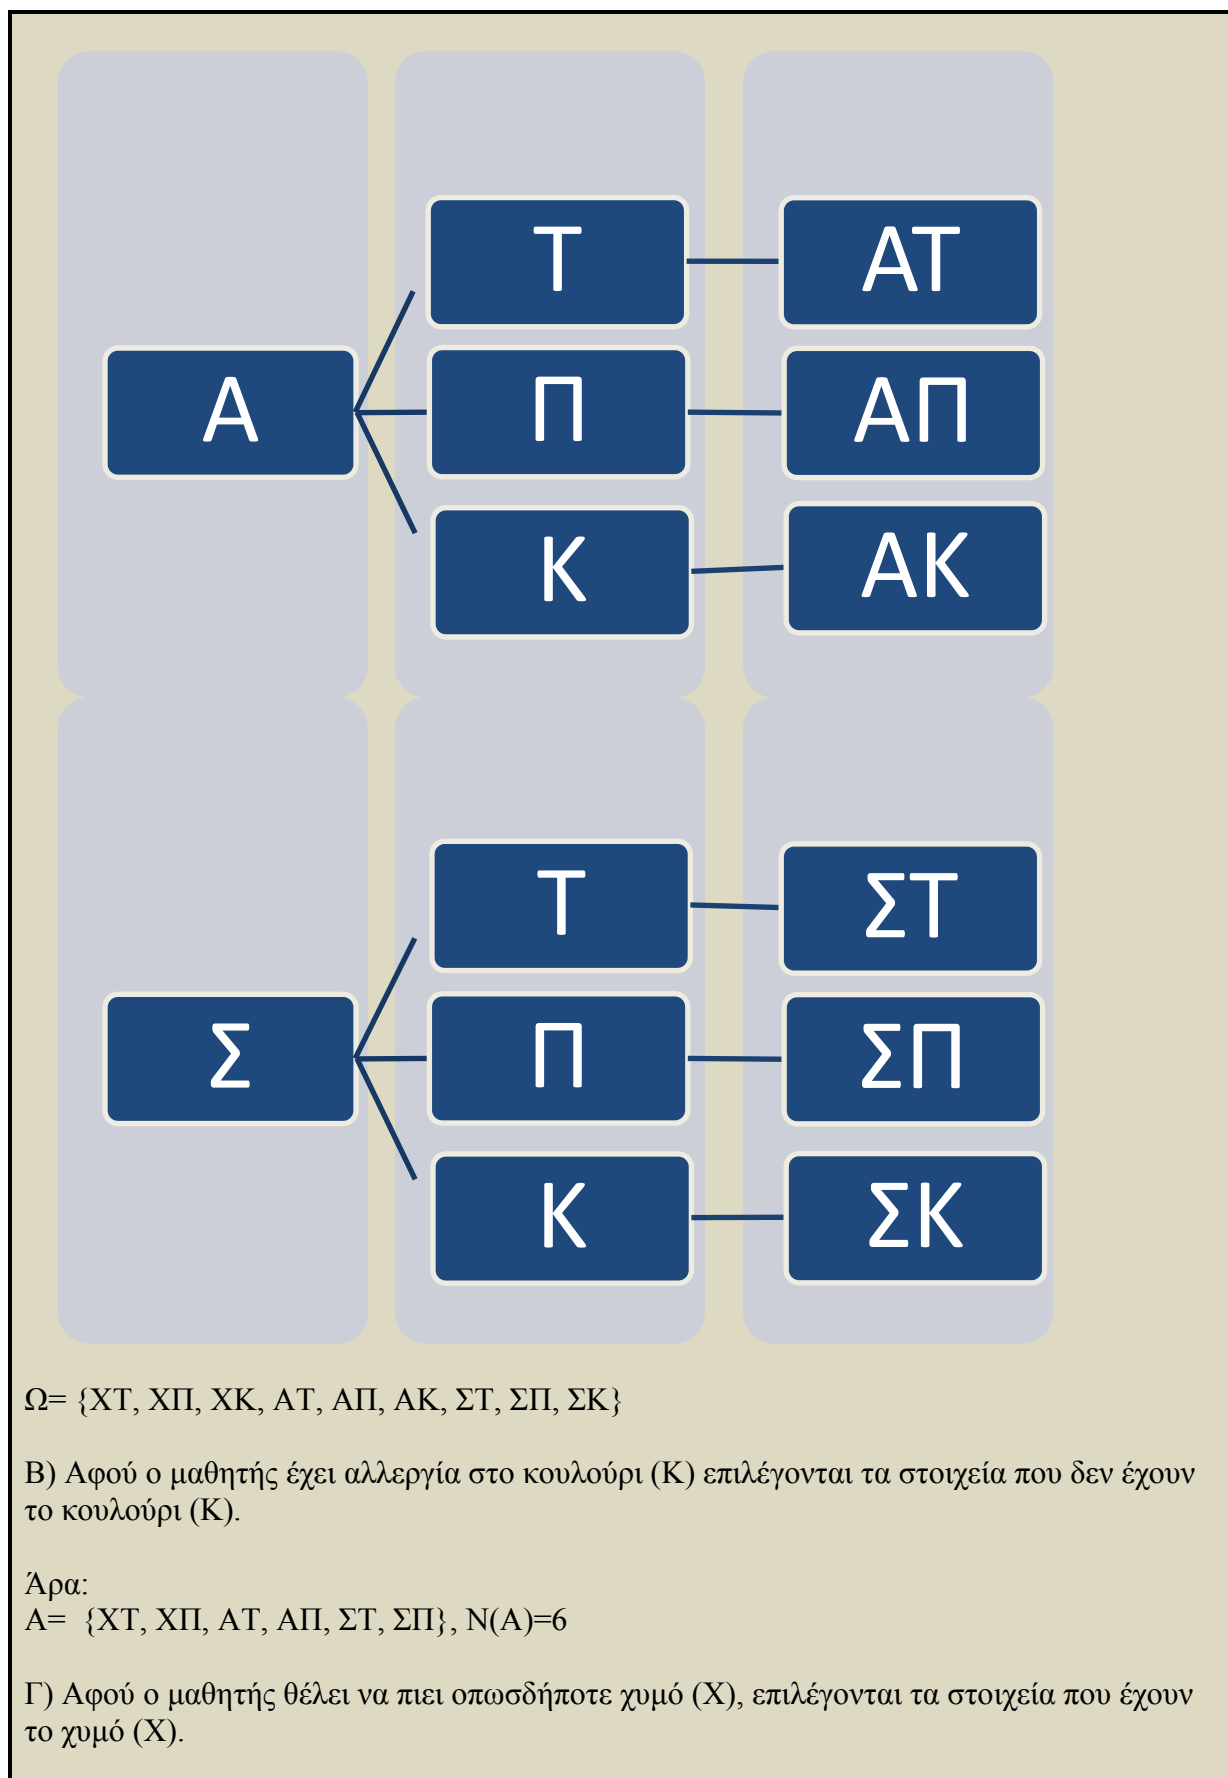 Τ ΑΤ
Α Π ΑΠ
Κ ΑΚ
Τ ΣΤ
Σ Π ΣΠ
Κ ΣΚ
Ω= {ΧΤ, ΧΠ, ΧΚ, ΑΤ, ΑΠ, ΑΚ, ΣΤ, ΣΠ, ΣΚ}
Β) Αφού ο μαθητής έχει αλλεργία στο κουλούρι (Κ) επιλέγονται τα στοιχεία που δεν έχουν
το κουλούρι (Κ).
Άρα:
Α= {ΧΤ, ΧΠ, ΑΤ, ΑΠ, ΣΤ, ΣΠ}, Ν(Α)=6
Γ) Αφού ο μαθητής θέλει να πιει οπωσδήποτε χυμό (Χ), επιλέγονται τα στοιχεία που έχουν
το χυμό (Χ).